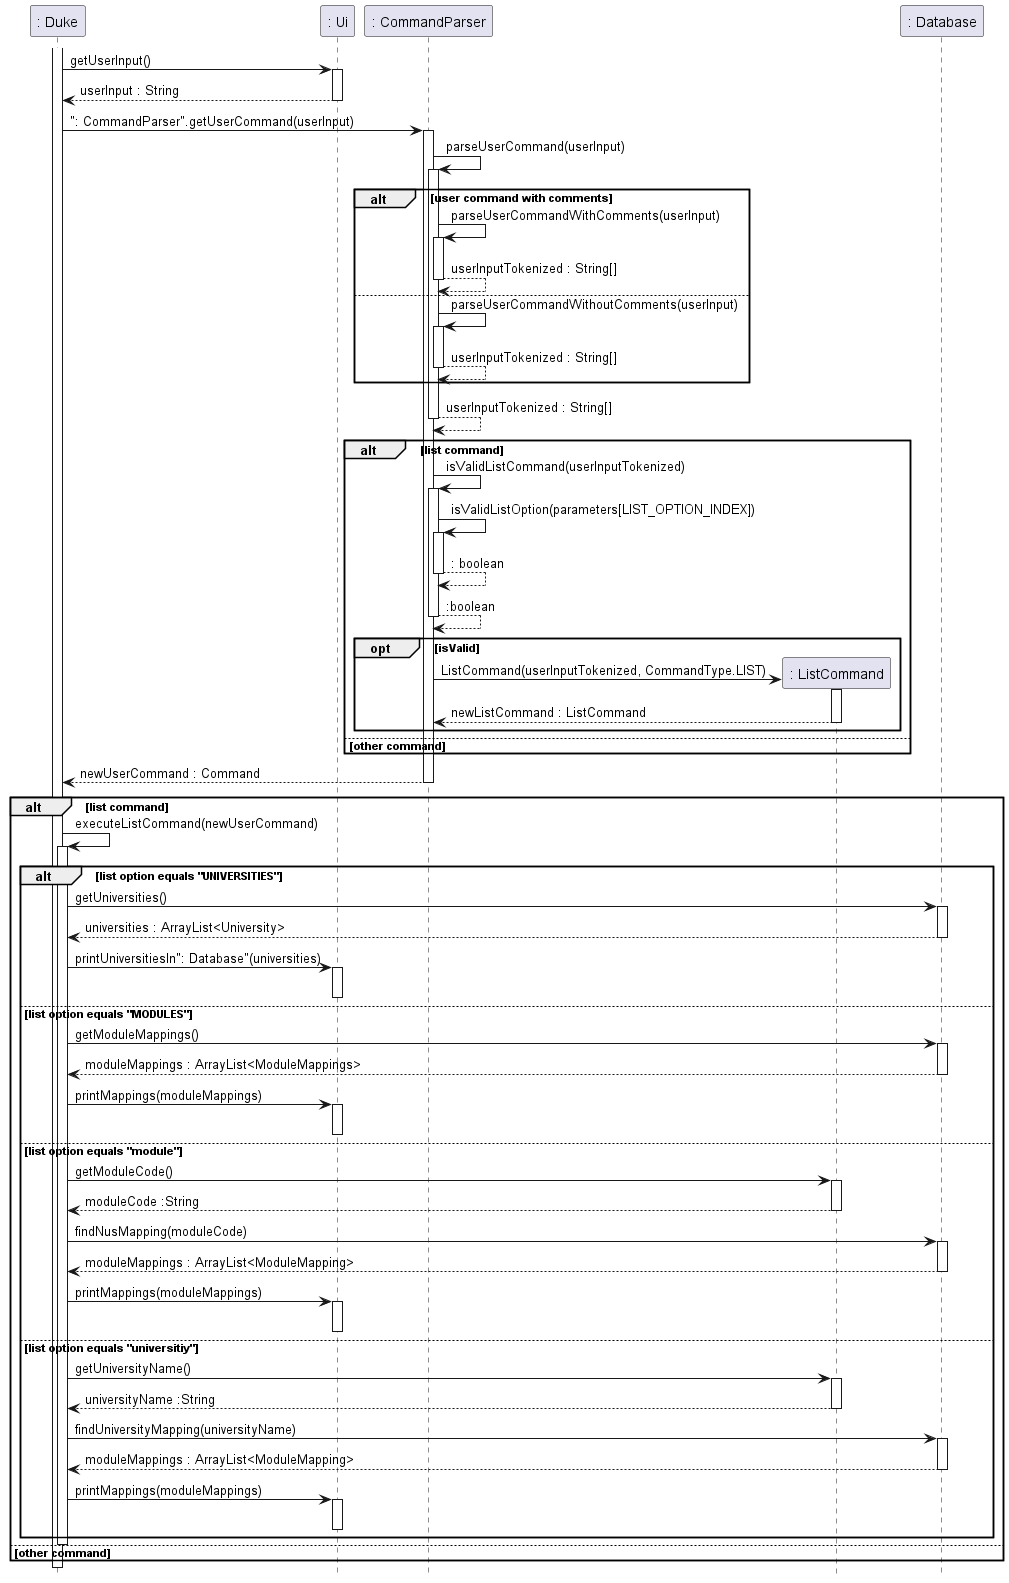 : Duke
: Ui
: CommandParser
: Database
getUserInput()
userInput : String
": CommandParser".getUserCommand(userInput)
parseUserCommand(userInput)
alt
[user command with comments]
parseUserCommandWithComments(userInput)
userInputTokenized : String[]
parseUserCommandWithoutComments(userInput)
userInputTokenized : String[]
userInputTokenized : String[]
alt
[list command]
isValidListCommand(userInputTokenized)
isValidListOption(parameters[LIST_OPTION_INDEX])
: boolean
:boolean
opt
[isValid]
ListCommand(userInputTokenized, CommandType.LIST)
: ListCommand
newListCommand : ListCommand
[other command]
newUserCommand : Command
alt
[list command]
executeListCommand(newUserCommand)
alt
[list option equals "UNIVERSITIES"]
getUniversities()
universities : ArrayList<University>
printUniversitiesIn": Database"(universities)
[list option equals "MODULES"]
getModuleMappings()
moduleMappings : ArrayList<ModuleMappings>
printMappings(moduleMappings)
[list option equals "module"]
getModuleCode()
moduleCode :String
findNusMapping(moduleCode)
moduleMappings : ArrayList<ModuleMapping>
printMappings(moduleMappings)
[list option equals "universitiy"]
getUniversityName()
universityName :String
findUniversityMapping(universityName)
moduleMappings : ArrayList<ModuleMapping>
printMappings(moduleMappings)
[other command]